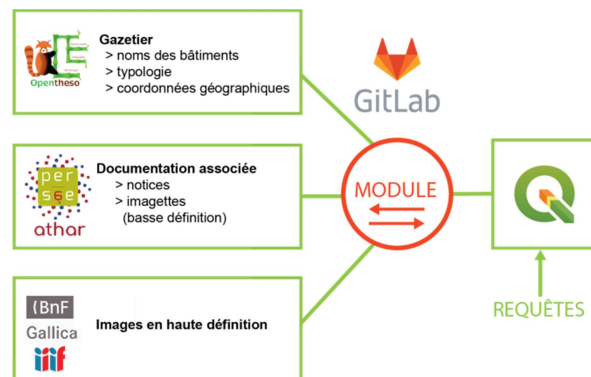 Opentheso
Gazetier
> noms des bâtiments
> typologie
> coordonnées géographiques
GitLab
per
sée
athar
Documentation associée
> notices
> imagettes
(basse définition)
MODULE
REQUÊTES
{BnF
Gallica
iiif
Images en haute définition